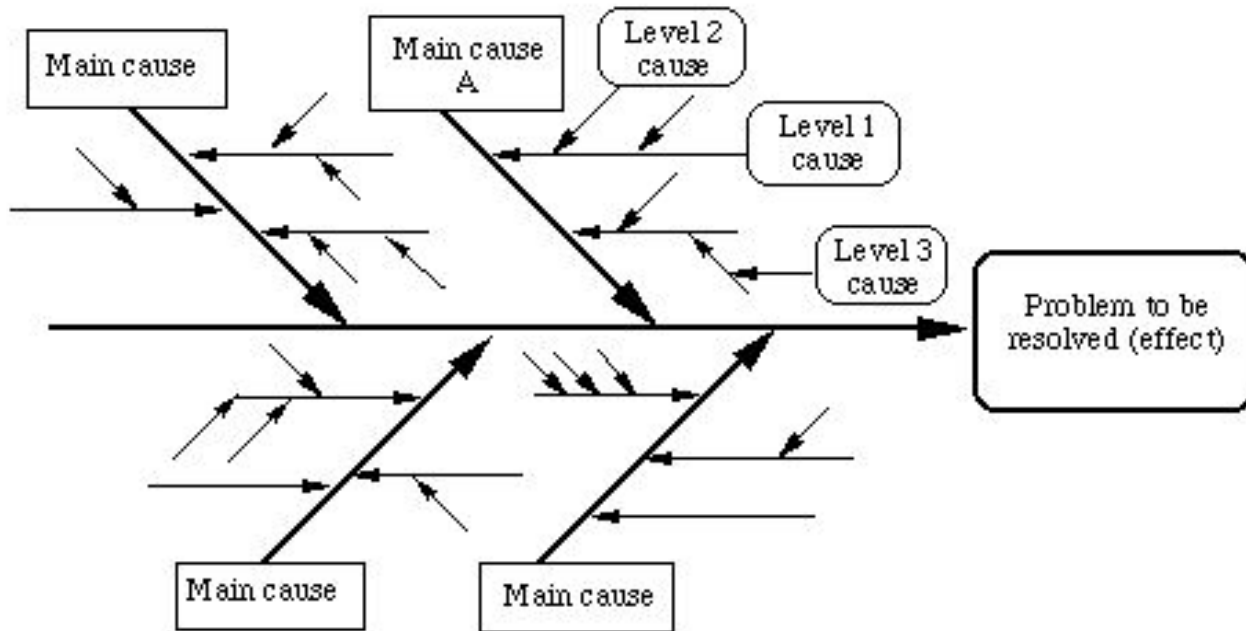 Main cause
Main cause
A
Level 2
cause
Level 1
cause
Level 3
cause
Problem to be
resolved (effect)
Main cause
Main cause